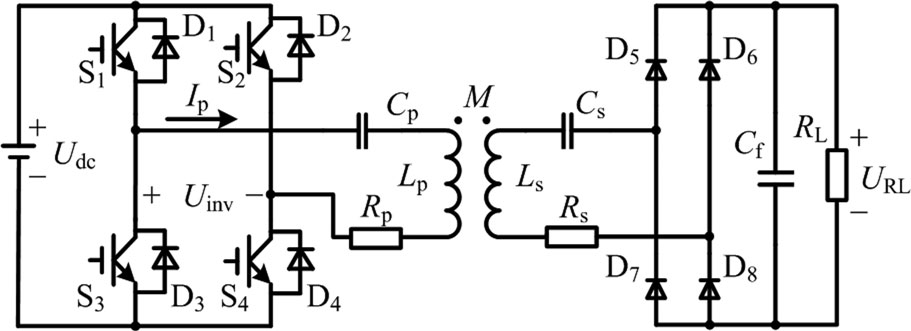 D1 D2
S1 S2
D5 D6
Ip Cp M Cs
+ Udc −
Lp Ls
Cf RL + URL −
+ Uinv −
Rp Rs
S3 D3 S4 D4
D7 D8